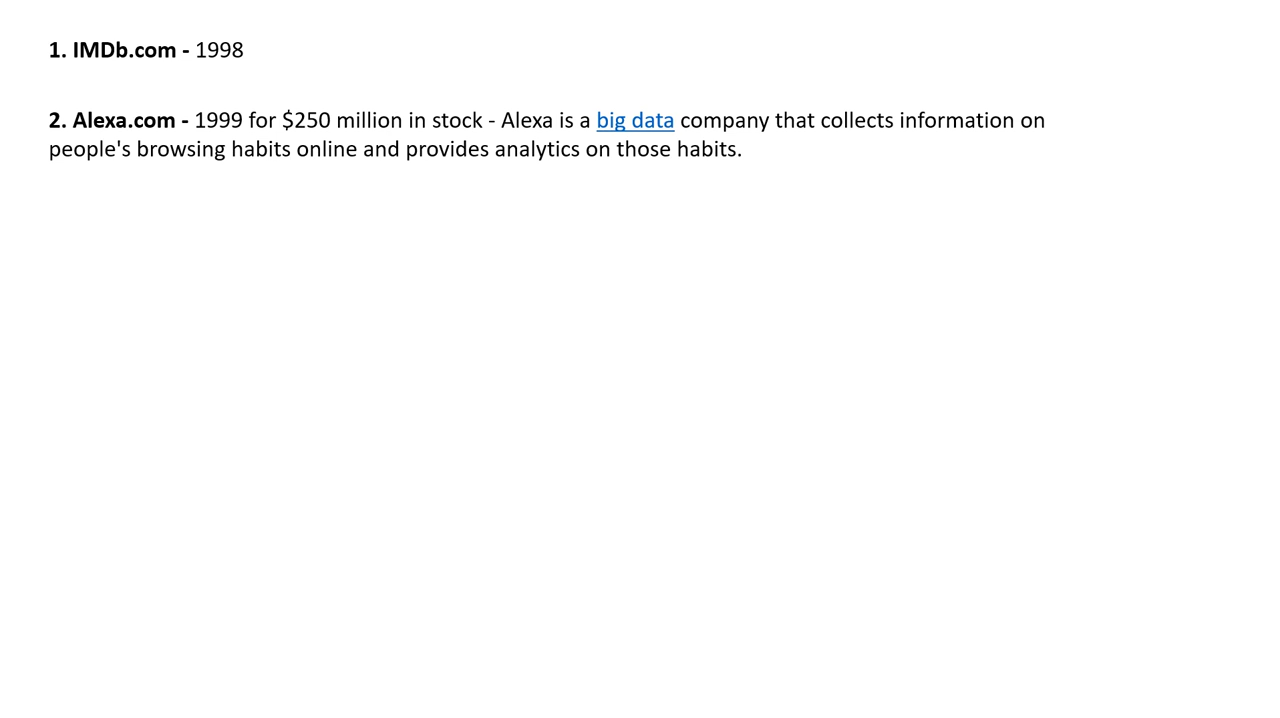 1. IMDb.com - 1998
2. Alexa.com - 1999 for $250 million in stock - Alexa is a big data company that collects information on
people's browsing habits online and provides analytics on those habits.